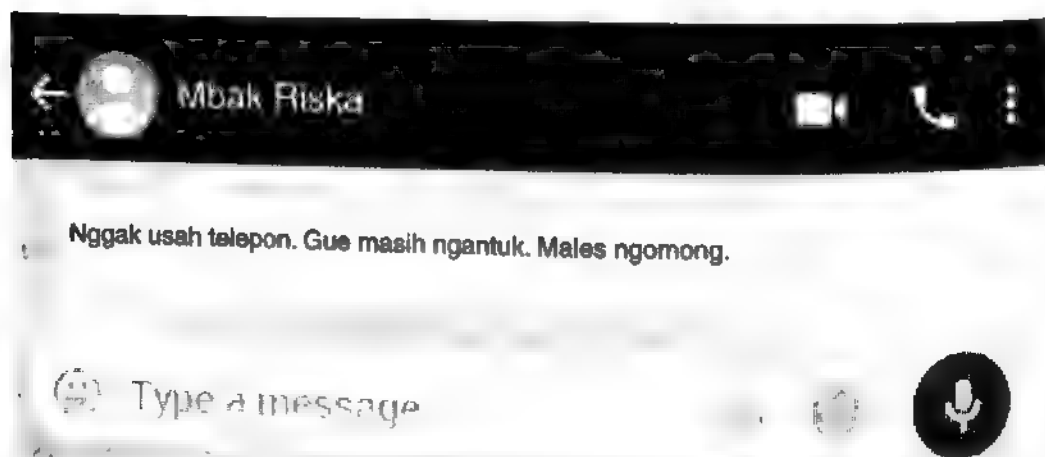 Mbak Riska
Nggak usah telepon. Gue masih ngantuk. Males ngomong.
Type a message